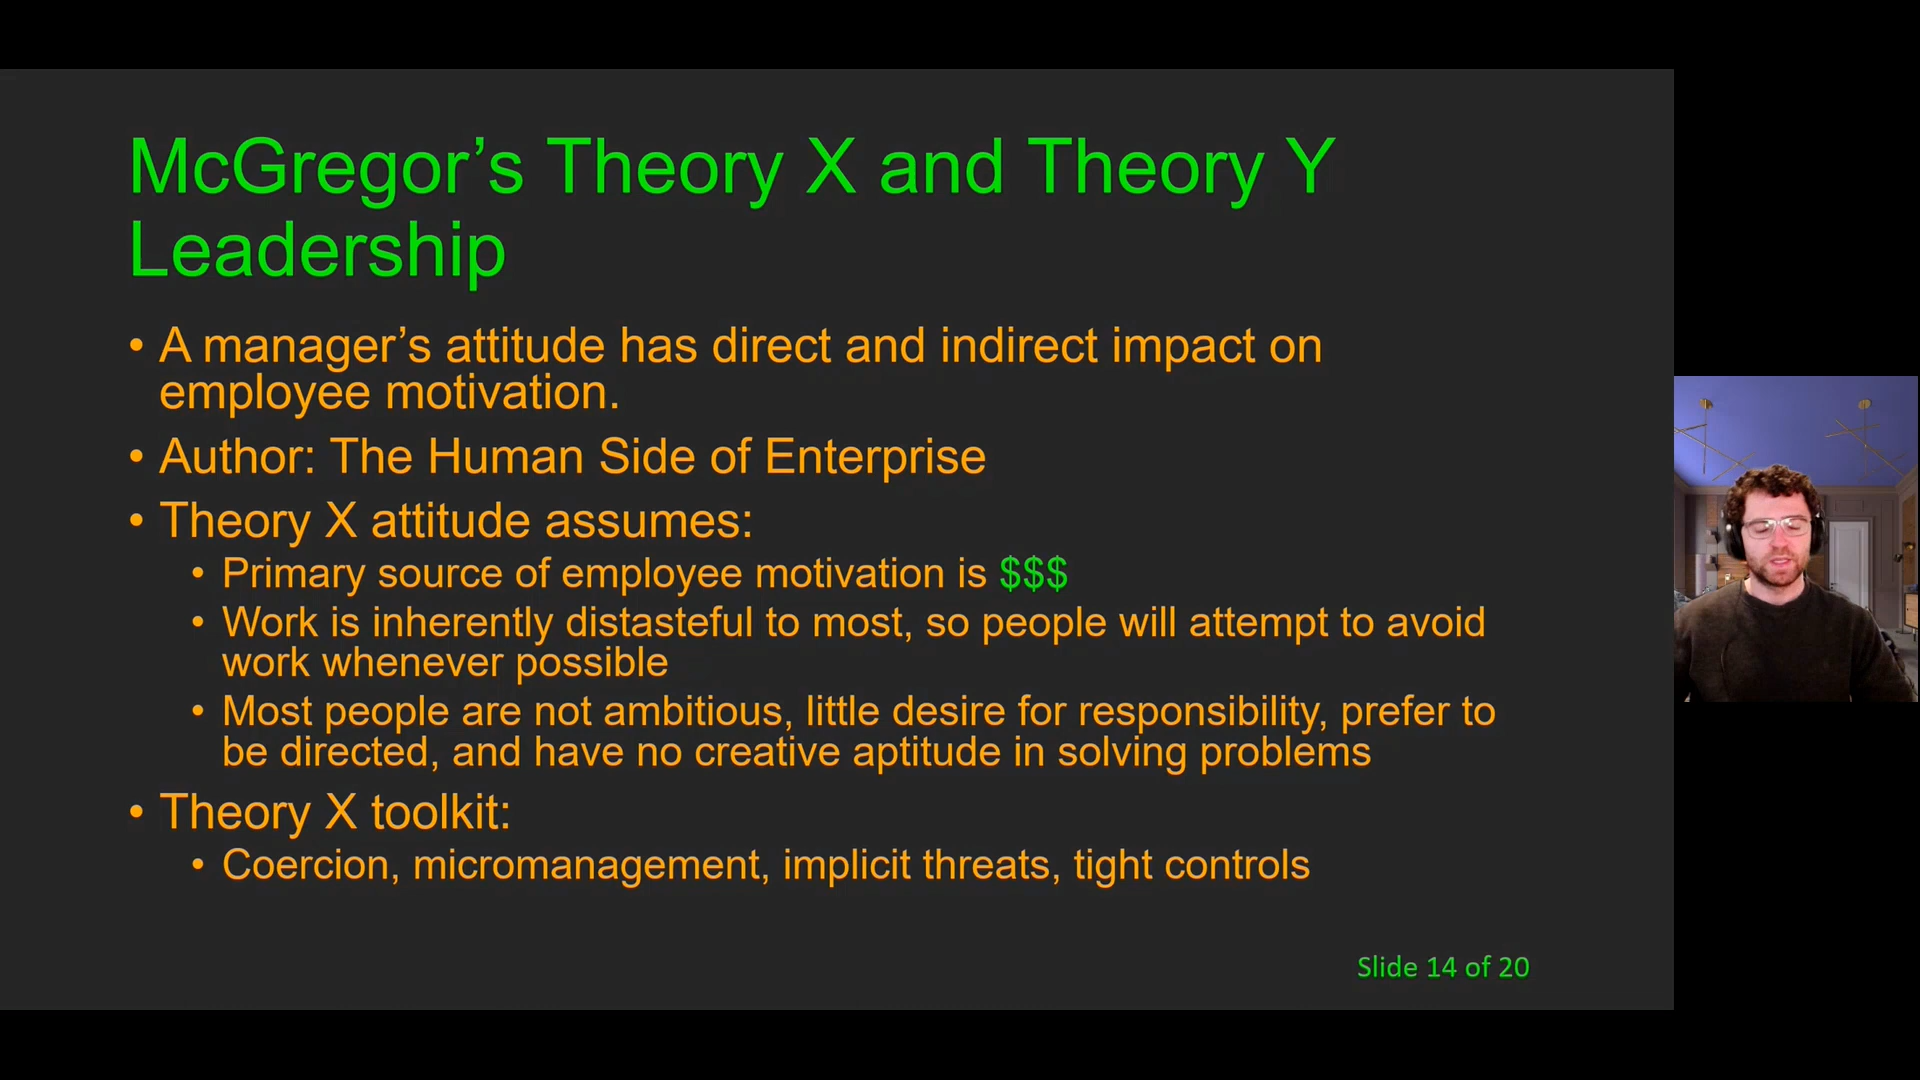 McGregor’s Theory X and Theory Y
Leadership
• A manager’s attitude has direct and indirect impact on
employee motivation.
• Author: The Human Side of Enterprise
• Theory X attitude assumes:
• Primary source of employee motivation is $$$
• Work is inherently distasteful to most, so people will attempt to avoid
work whenever possible
• Most people are not ambitious, little desire for responsibility, prefer to
be directed, and have no creative aptitude in solving problems
• Theory X toolkit:
• Coercion, micromanagement, implicit threats, tight controls
Slide 14 of 20